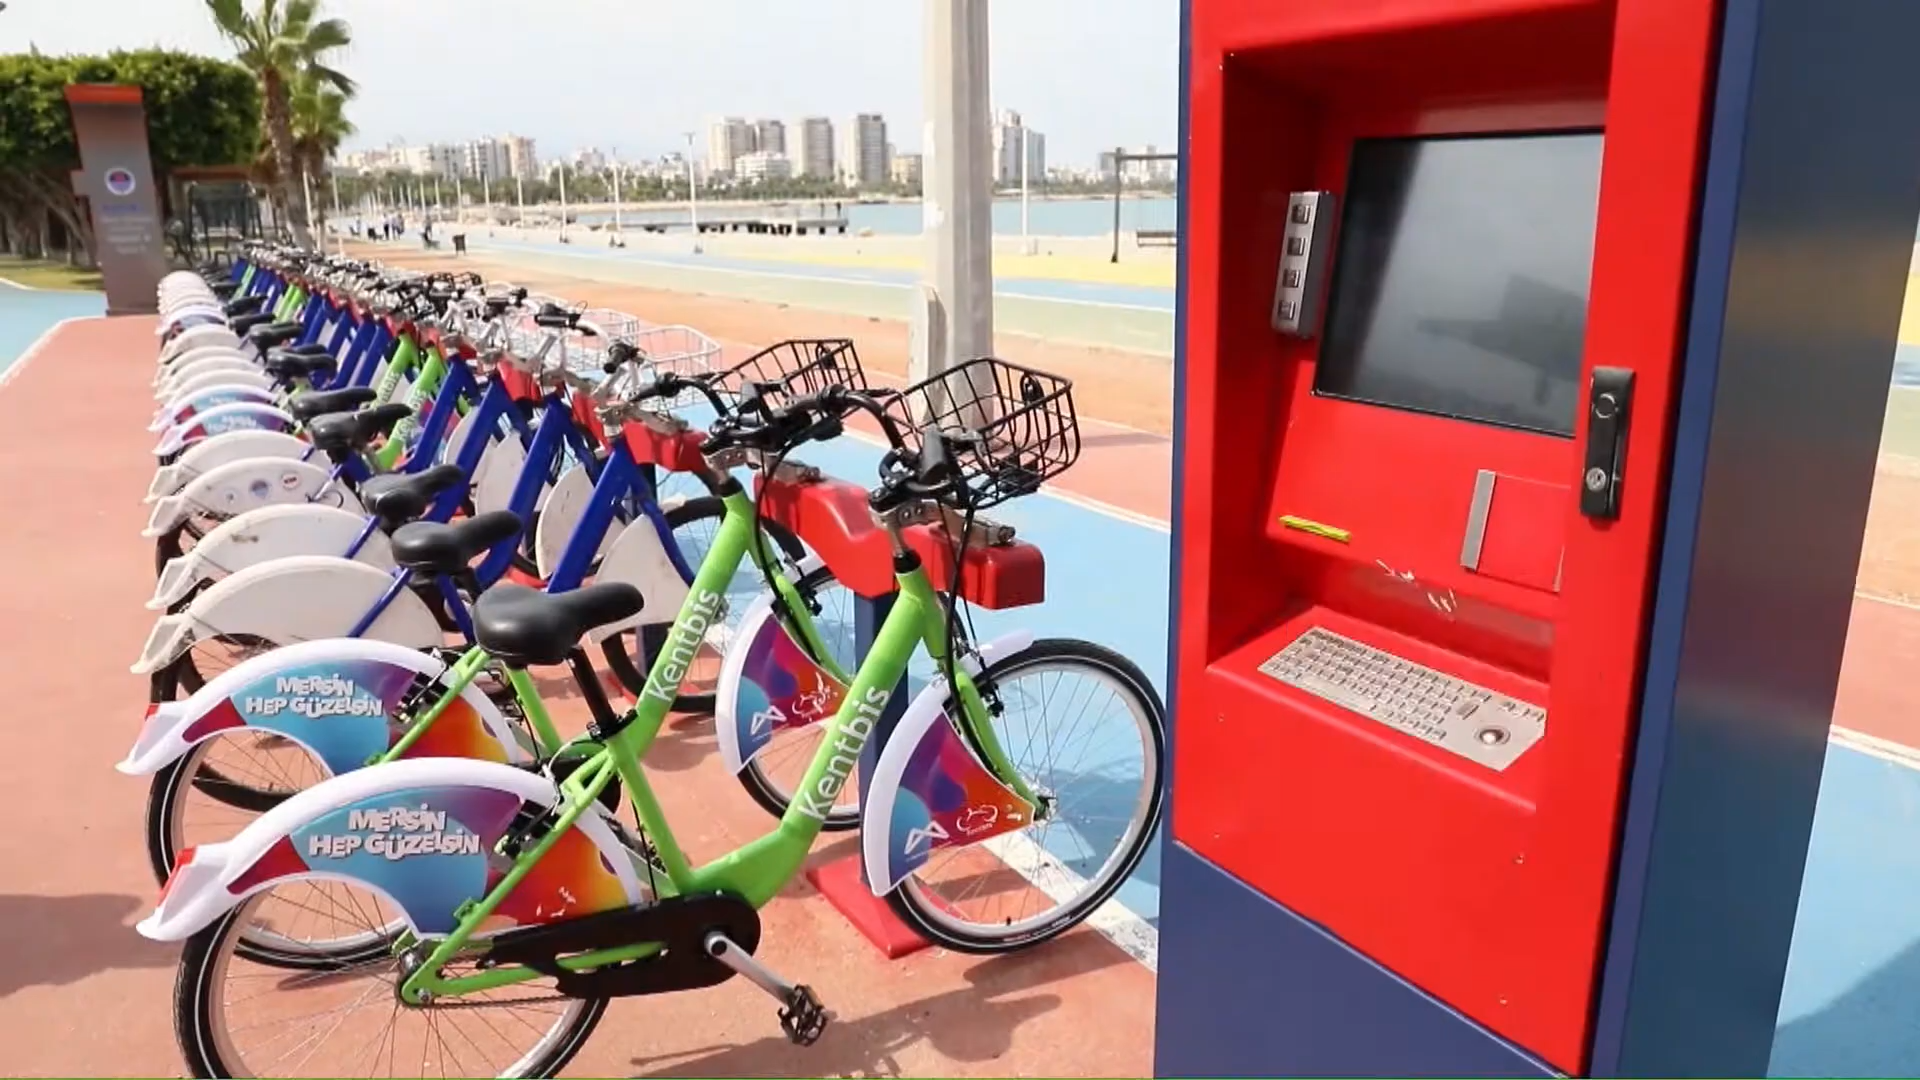 MERSİN
HEP GÜZELSİN
Kentbis
MERSİN
HEP GÜZELSİN
Kentbis